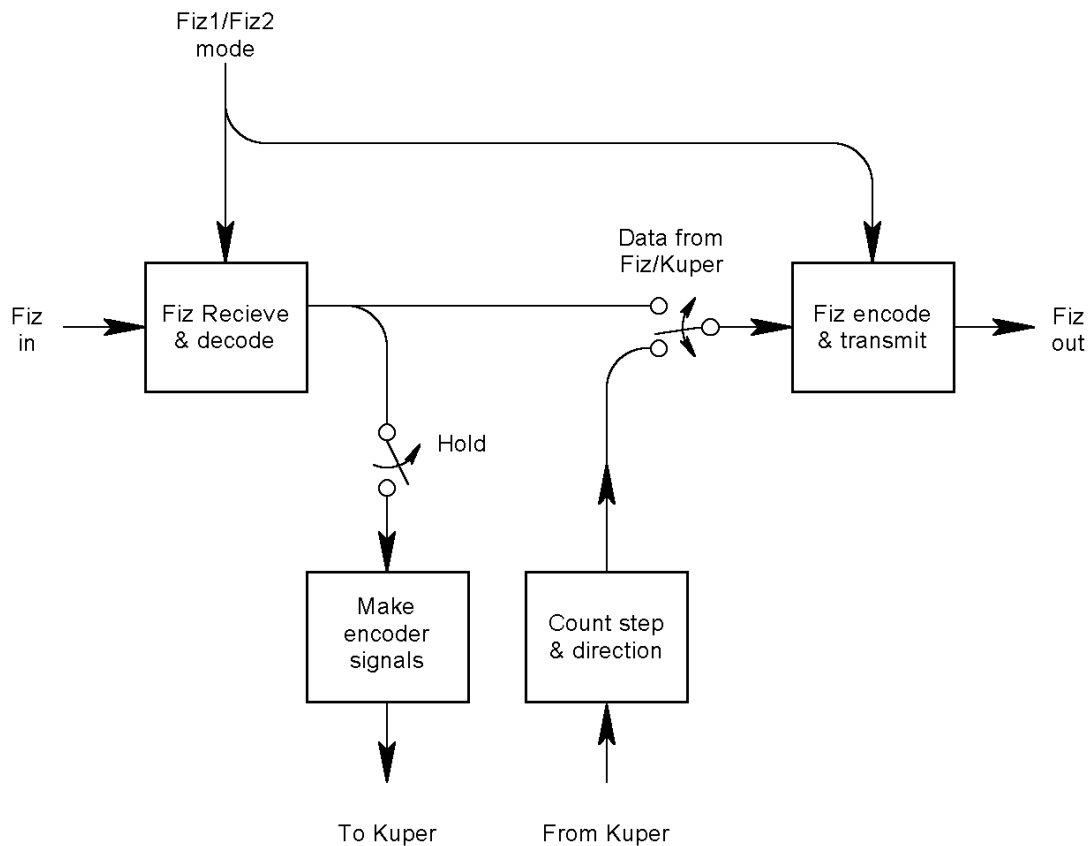 Fiz1/Fiz2
mode
Data from
Fiz/Kuper
Fiz
in
Fiz Recieve
& decode
Fiz encode
& transmit
Fiz
out
Hold
Make
encoder
signals
Count step
& direction
To Kuper
From Kuper